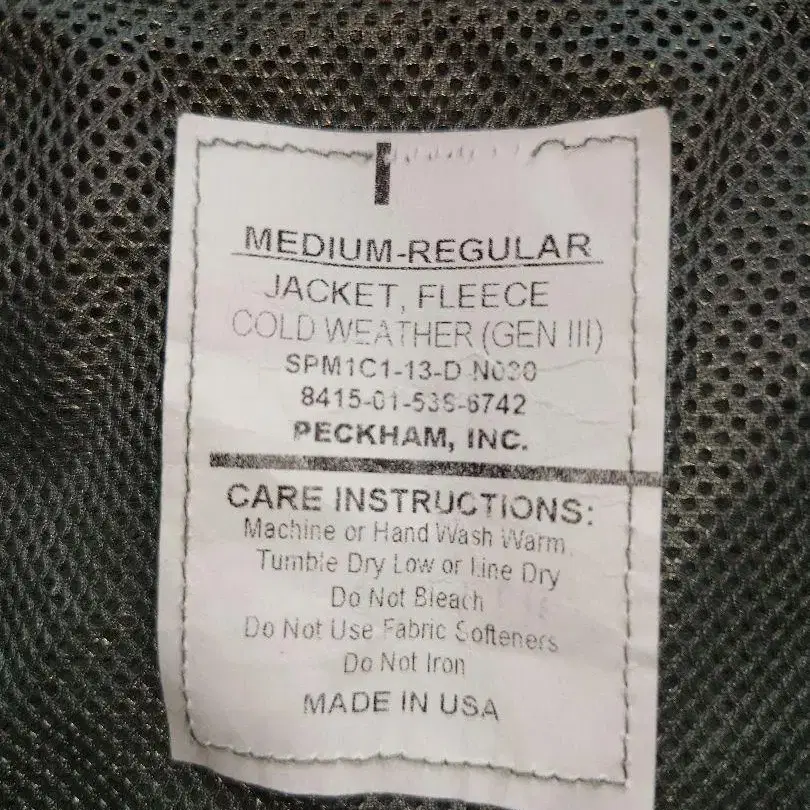 MEDIUM-REGULAR
JACKET, FLEECE
COLD WEATHER (GEN III)
SPM1C1-13-D N030
8415-01-538-6742
PECKHAM, INC.
CARE INSTRUCTIONS:
Machine or Hand Wash Warm
Tumble Dry Low or Line Dry
Do Not Bleach
Do Not Use Fabric Softeners
Do Not Iron
MADE IN USA